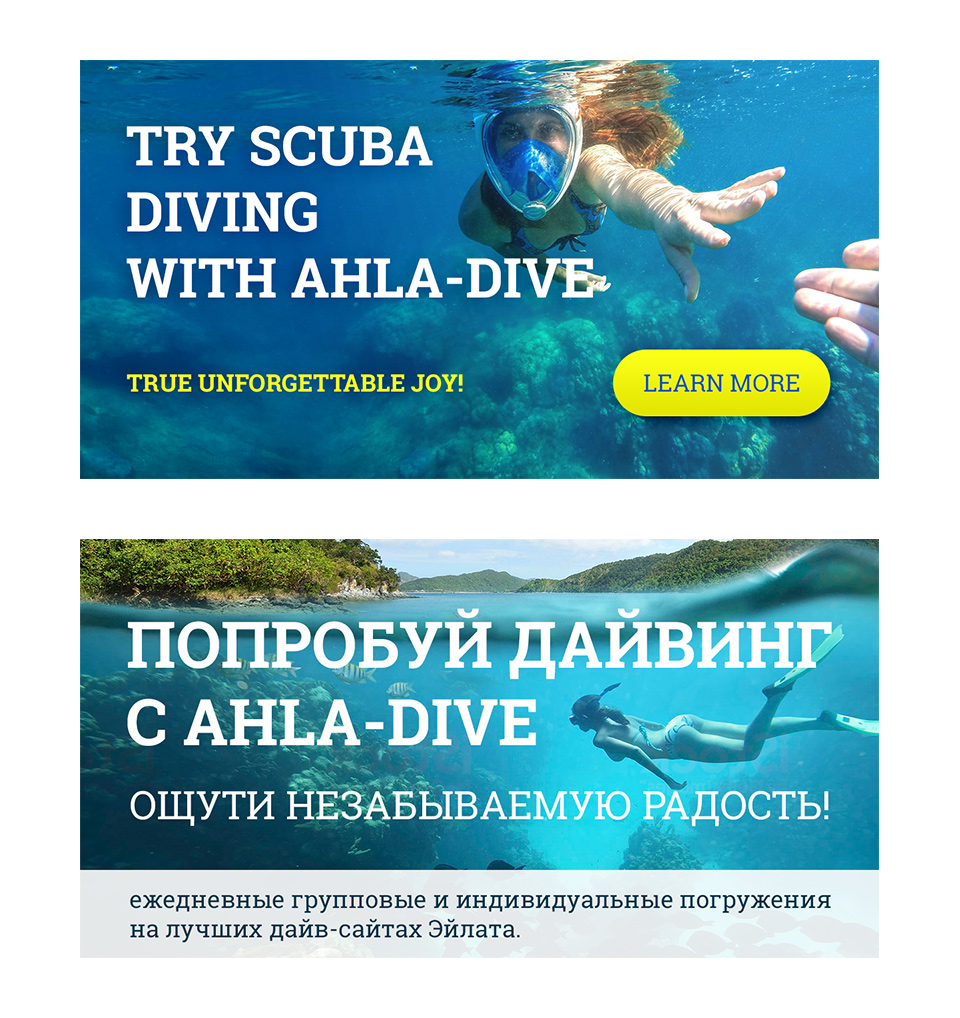 TRY SCUBA
DIVING
WITH AHLA-DIVE
TRUE UNFORGETTABLE JOY!
LEARN MORE
ПОПРОБУЙ ДАЙВИНГ
С AHLA-DIVE
ОЩУТИ НЕЗАБЫВАЕМУЮ РАДОСТЬ!
ежедневные групповые и индивидуальные погружения
на лучших дайв-сайтах Эйлата.